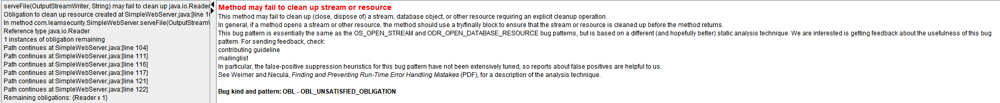 serveFile(OutputStreamWriter, String) may fail to clean up java.io.Reader
Obligation to clean up resource created at SimpleWebServer.java:[line
In method com.learnsecurity.SimpleWebServer.serveFile(OutputStreamW
Reference type java.io.Reader
1 instances of obligation remaining
Path continues at SimpleWebServer.java:[line 104]
Path continues at SimpleWebServer.java:[line 111]
Path continues at SimpleWebServer.java:[line 116]
Path continues at SimpleWebServer.java:[line 117]
Path continues at SimpleWebServer.java:[line 121]
Path continues at SimpleWebServer.java:[line 122]
Remaining obligations: {Reader x 1}
Method may fail to clean up stream or resource
This method may fail to clean up (close, dispose of) a stream, database object, or other resource requiring an explicit cleanup operation.
In general, if a method opens a stream or other resource, the method should use a try/finally block to ensure that the stream or resource is cleaned up before the method returns.
This bug pattern is essentially the same as the OS_OPEN_STREAM and ODR_OPEN_DATABASE_RESOURCE bug patterns, but is based on a different (and hopefully better) static analysis technique. We are interested is getting feedback about the usefulness of this bug
pattern. For sending feedback, check:
contributing guideline
mailinglist
In particular, the false-positive suppression heuristics for this bug pattern have not been extensively tuned, so reports about false positives are helpful to us.
See Weimer and Necula, Finding and Preventing Run-Time Error Handling Mistakes (PDF), for a description of the analysis technique.
Bug kind and pattern: OBL - OBL_UNSATISFIED_OBLIGATION